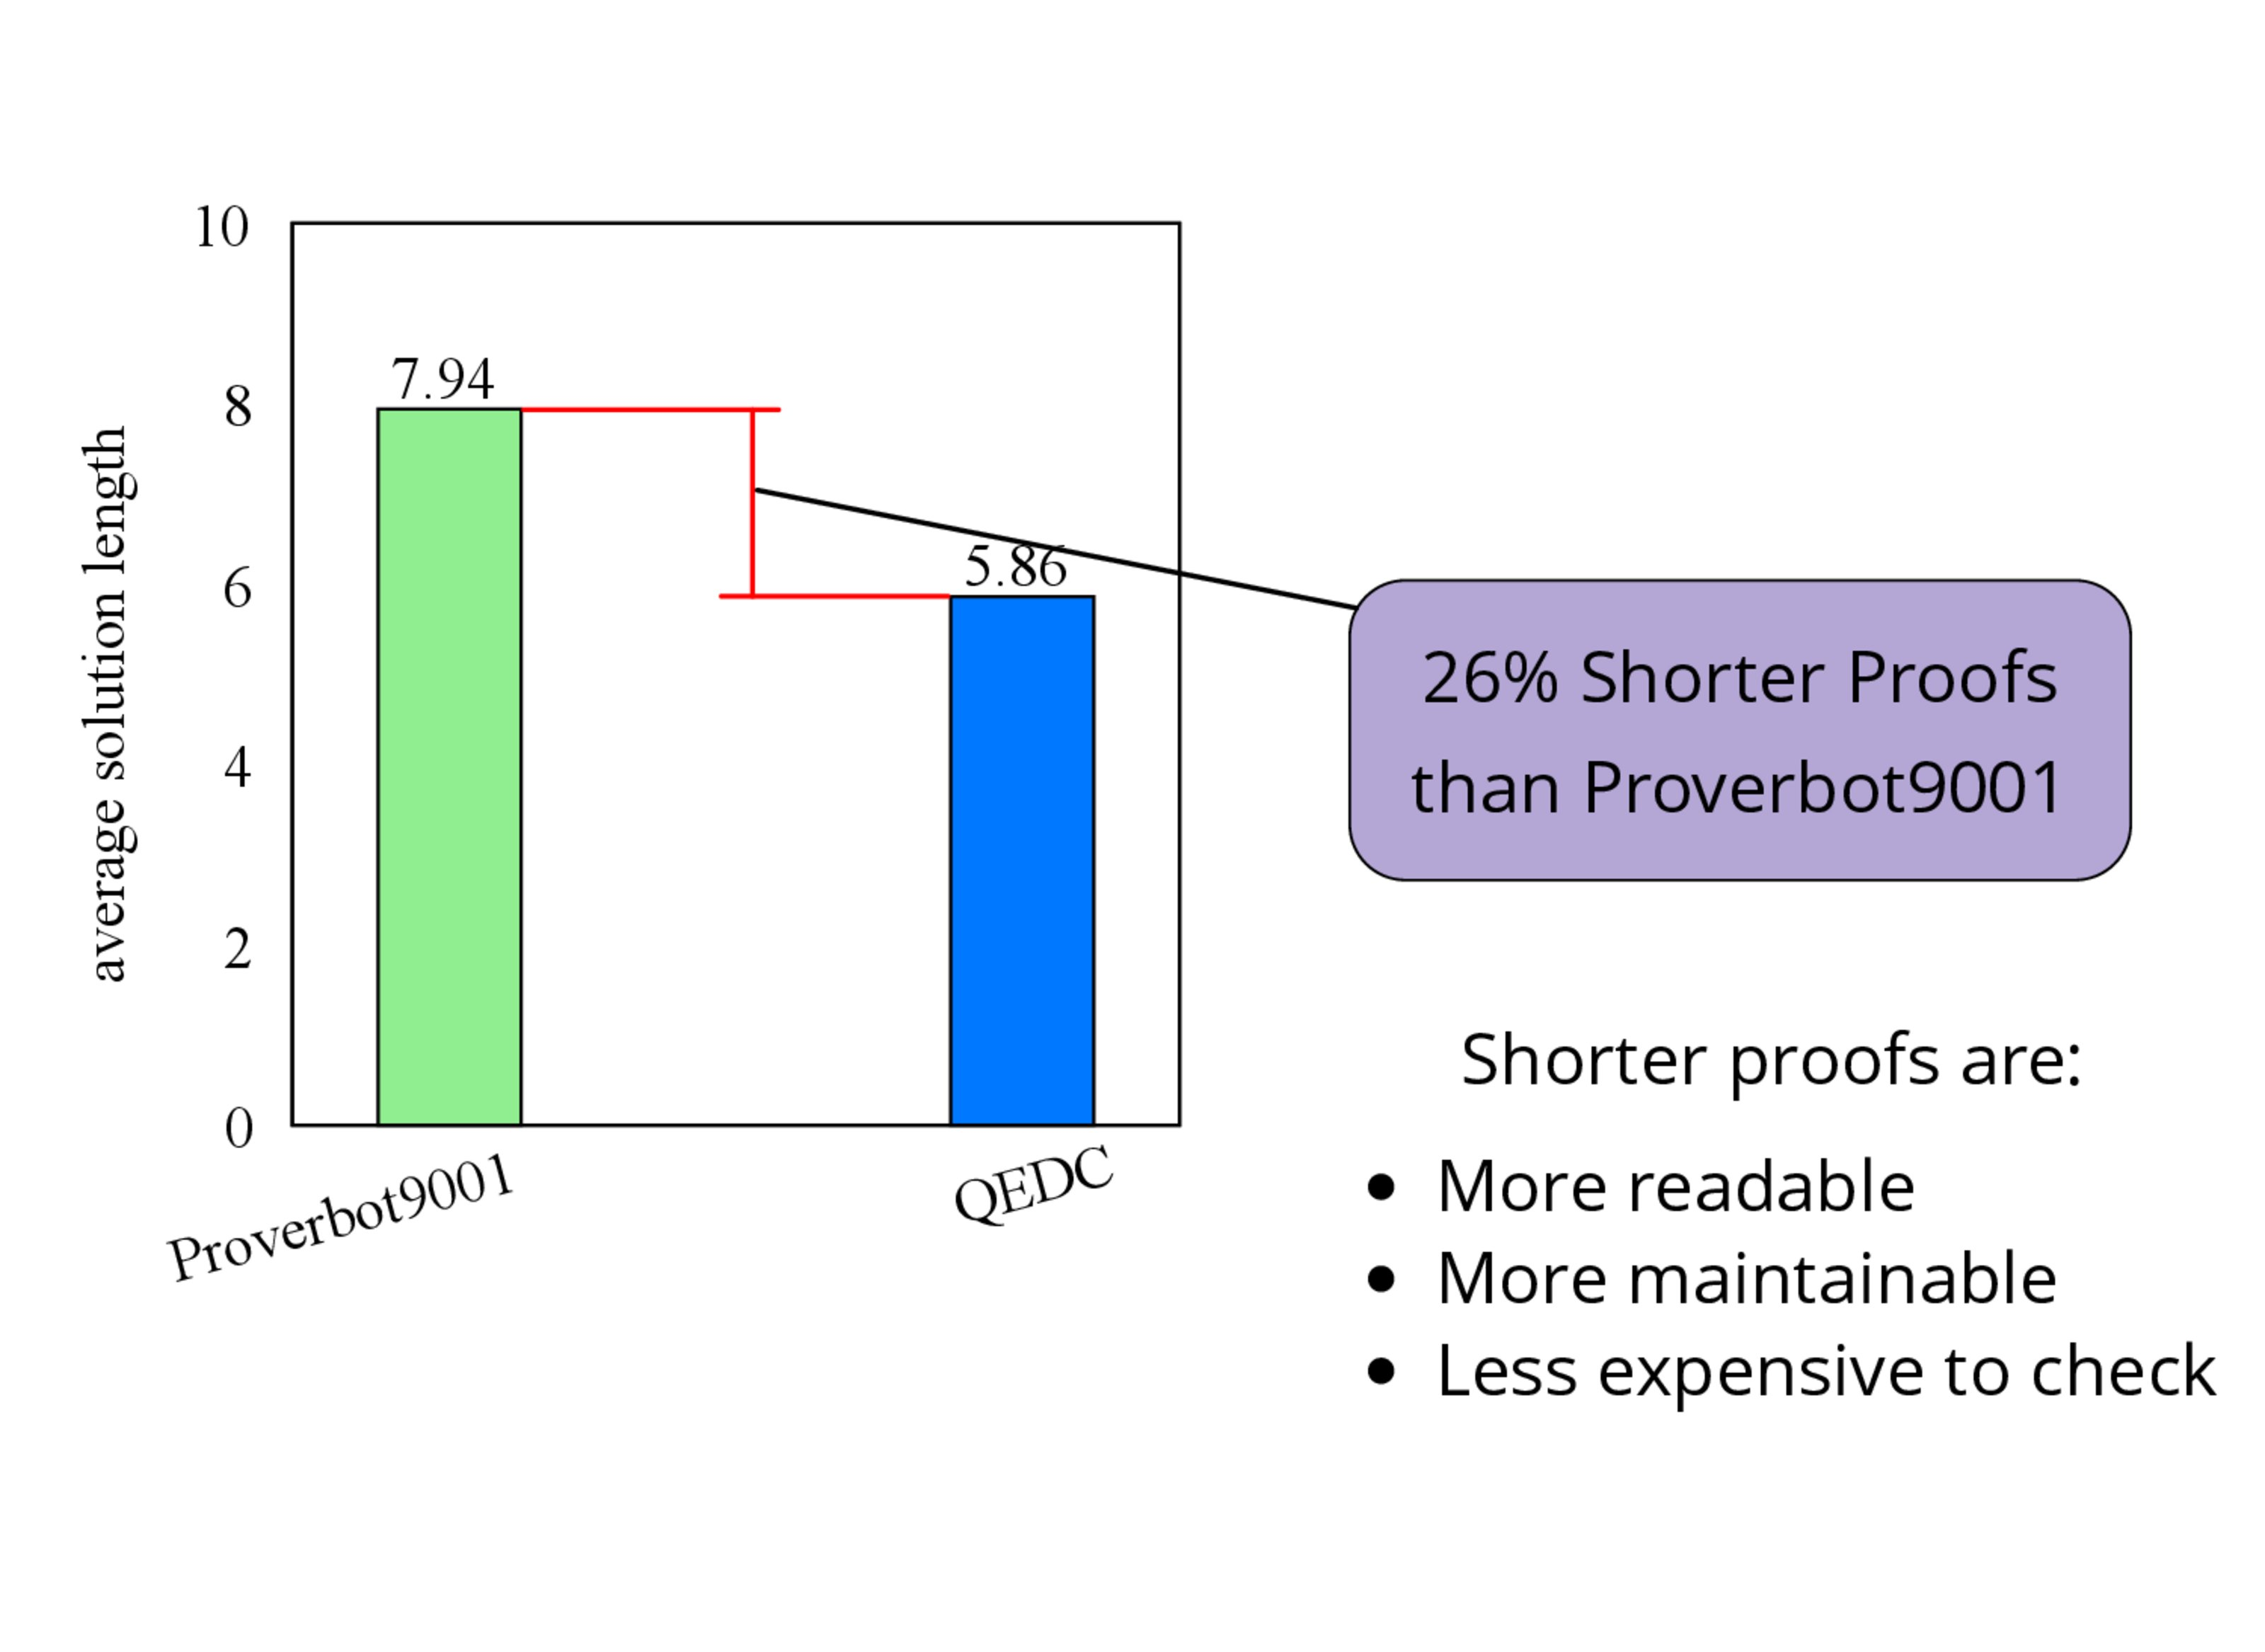 10
8
6
4
2
0
average solution length
7.94
5.86
Proverbot9001
QEDC
26% Shorter Proofs
than Proverbot9001
Shorter proofs are:
● More readable
● More maintainable
● Less expensive to check